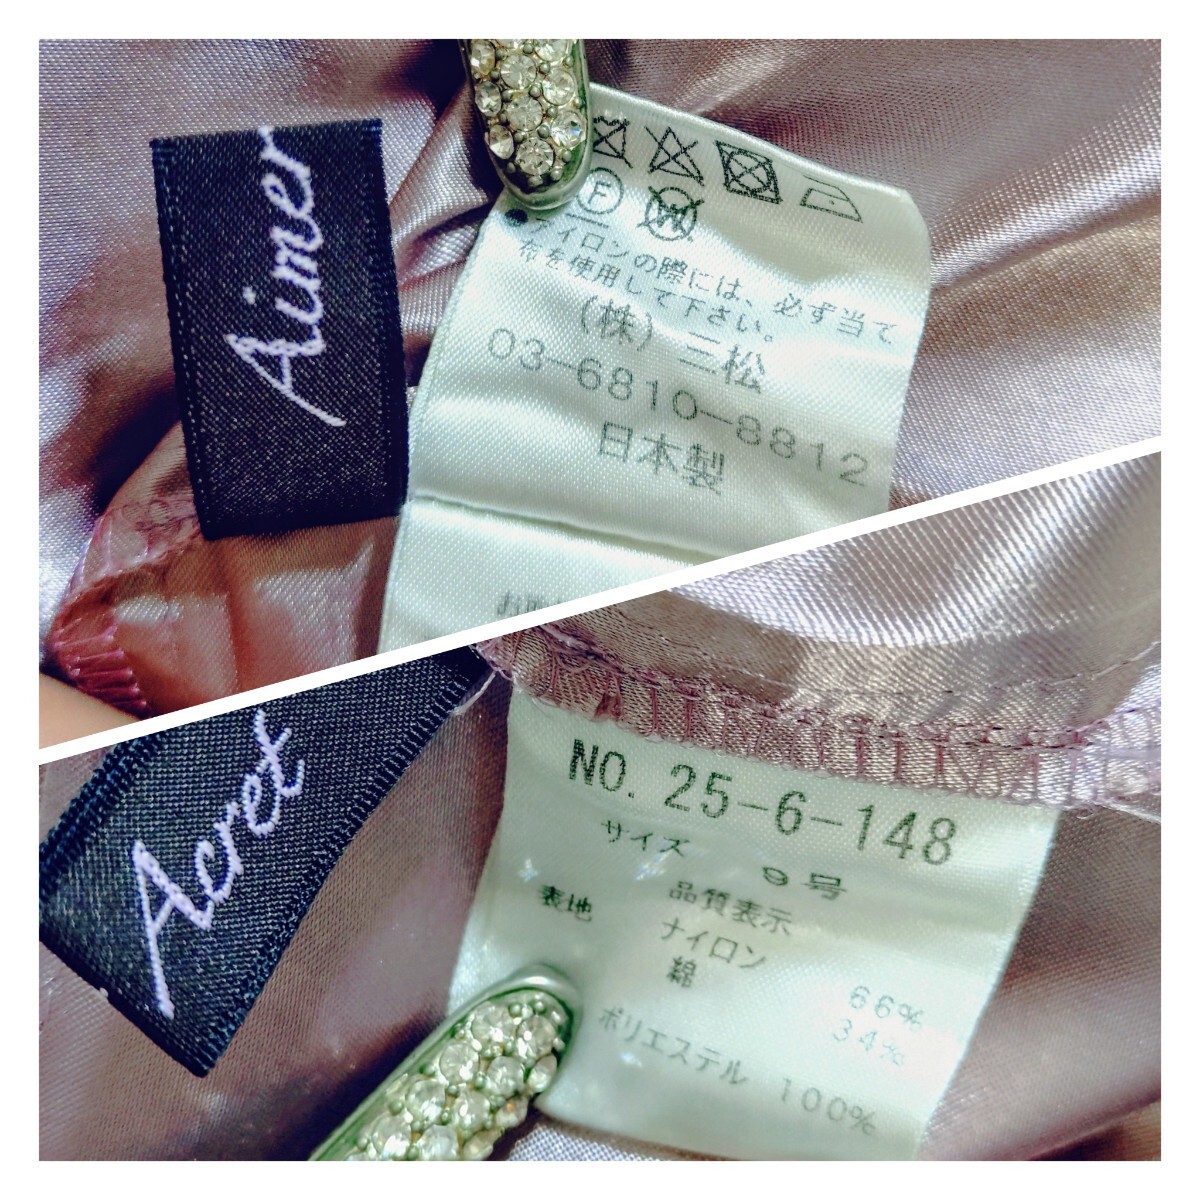 Aimer
F
W
アイロンの際には、必ず当て
布を使用して下さい。
(株)三松
03-6810-8812
日本製
Acret
NO. 25-6-148
サイズ 9号
品質表示
表地 ナイロン 66%
綿 34%
ポリエステル 100%